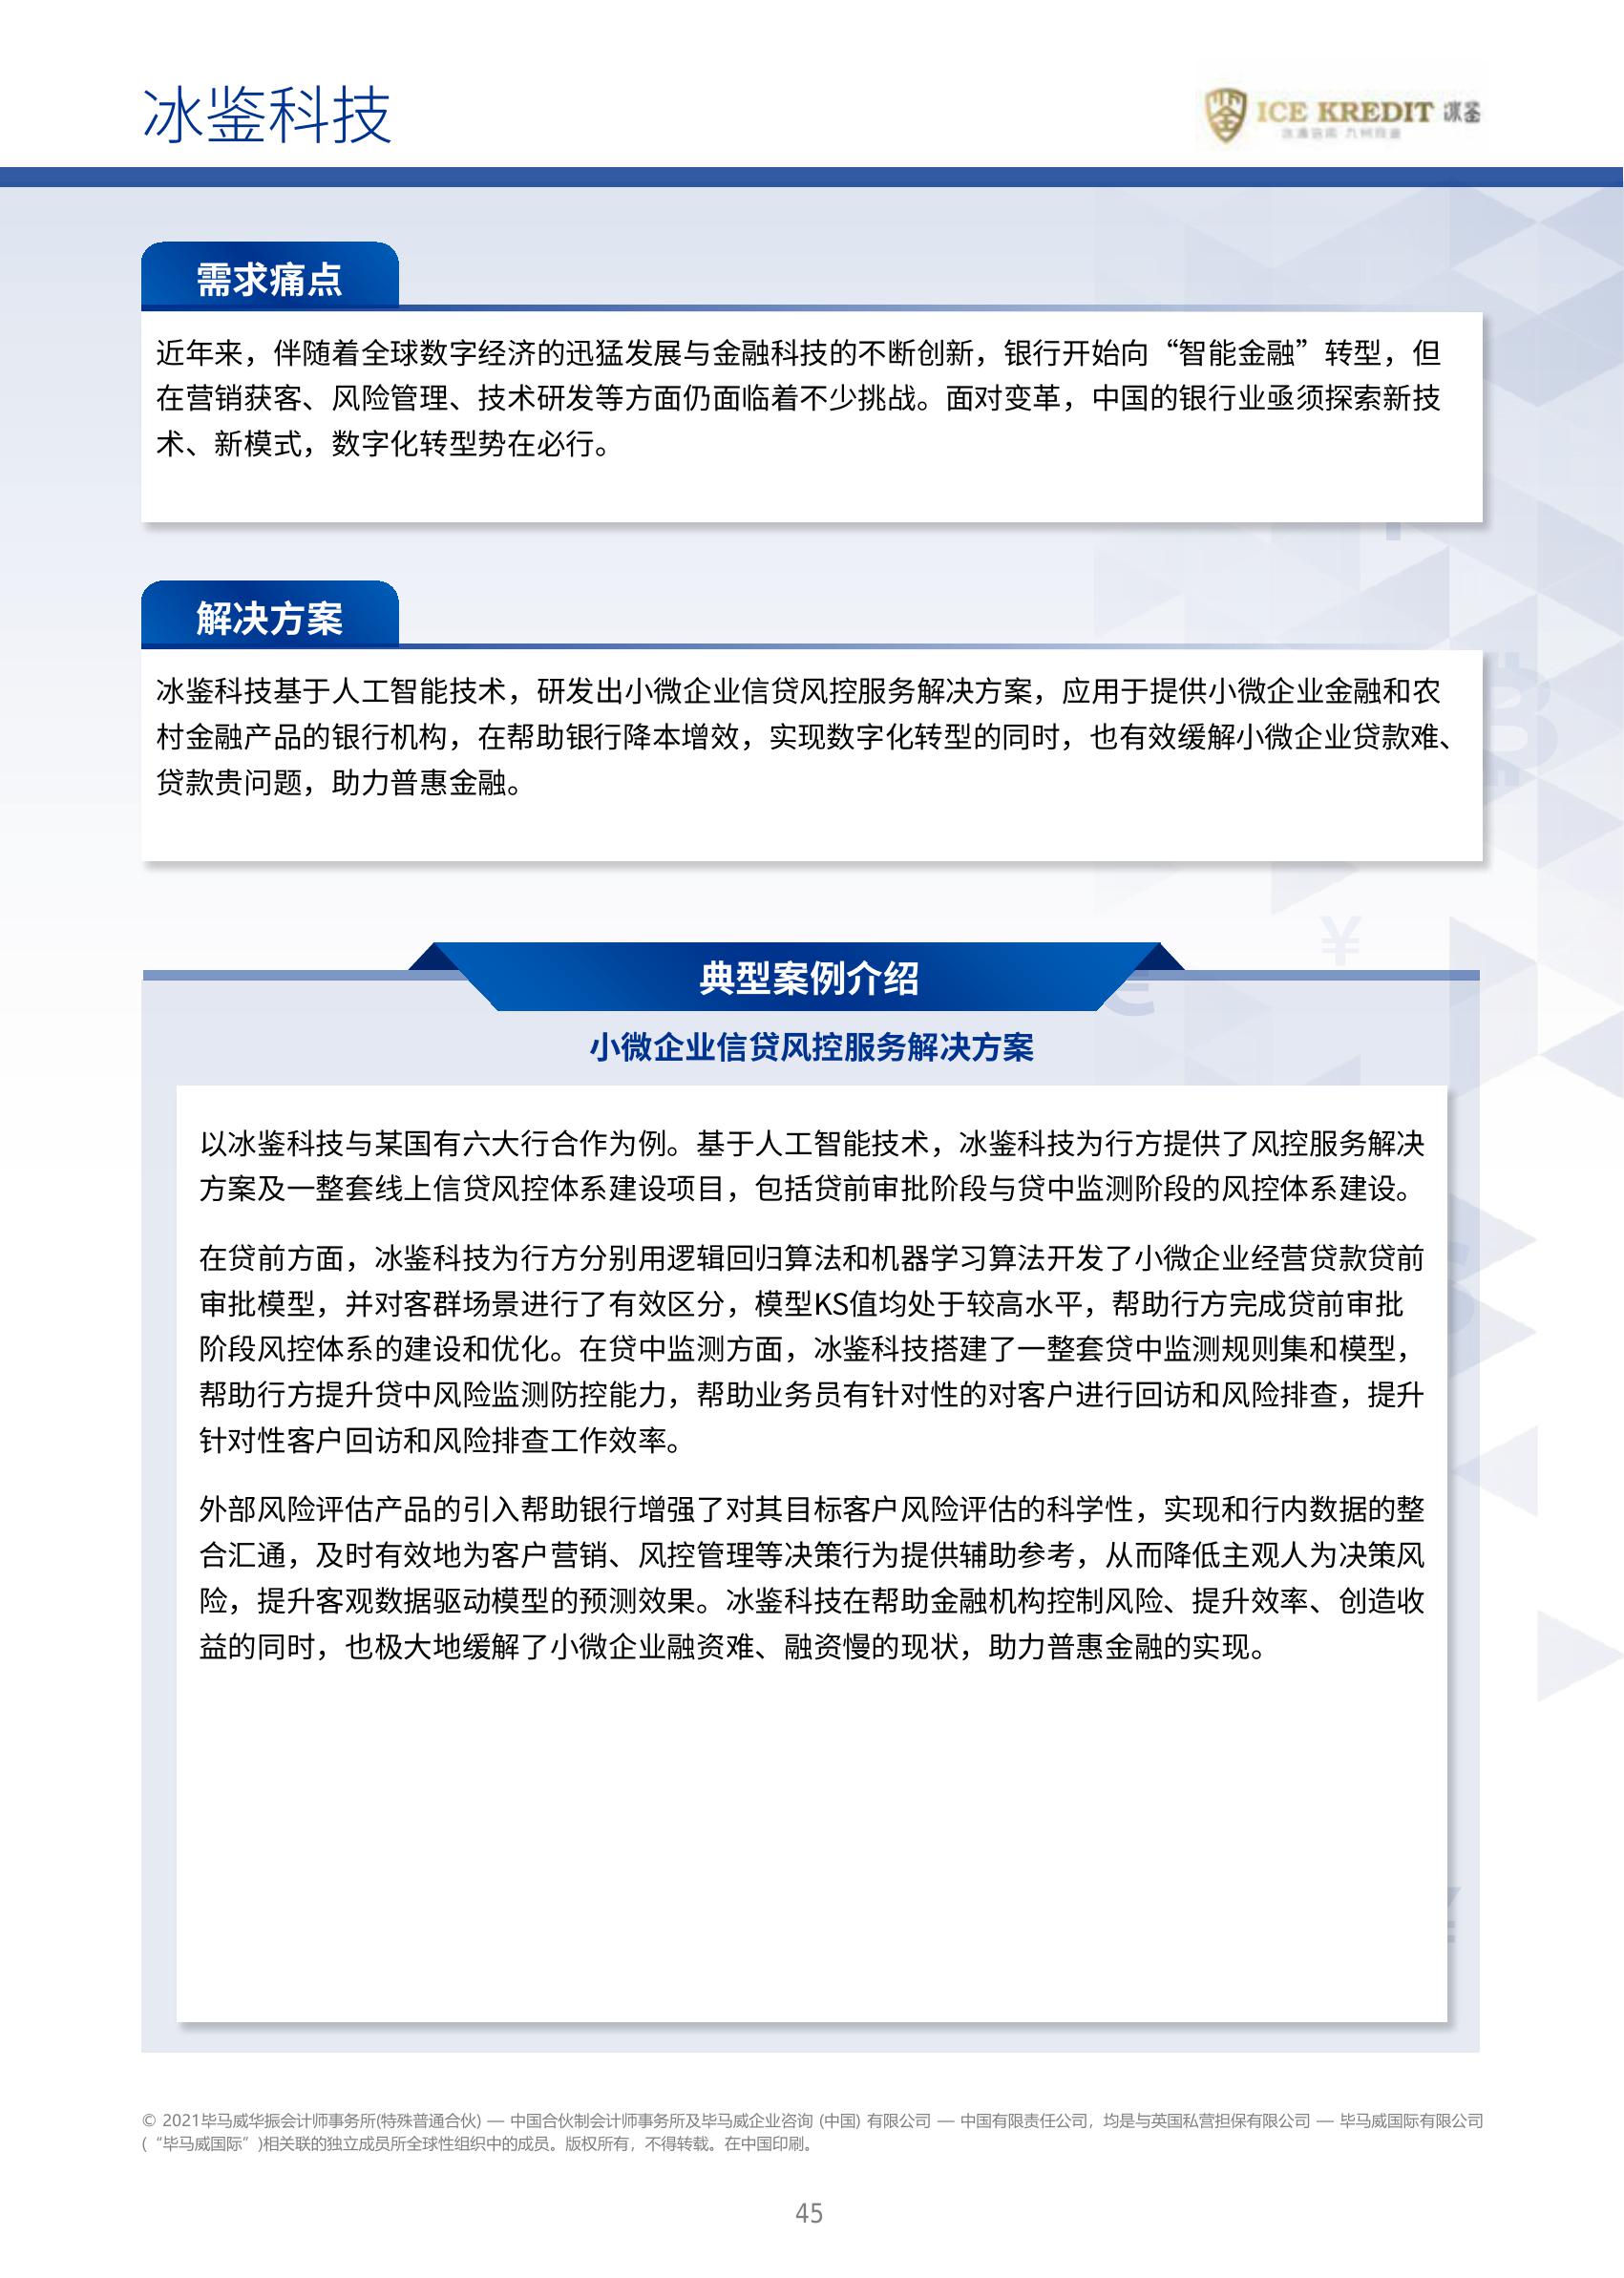 冰鉴科技
ICE KREDIT 冰鉴
需求痛点
近年来，伴随着全球数字经济的迅猛发展与金融科技的不断创新，银行开始向“智能金融”转型，但
在营销获客、风险管理、技术研发等方面仍面临着不少挑战。面对变革，中国的银行业亟须探索新技
术、新模式，数字化转型势在必行。
解决方案
冰鉴科技基于人工智能技术，研发出小微企业信贷风控服务解决方案，应用于提供小微企业金融和农
村金融产品的银行机构，在帮助银行降本增效，实现数字化转型的同时，也有效缓解小微企业贷款难、
贷款贵问题，助力普惠金融。
典型案例介绍
小微企业信贷风控服务解决方案
以冰鉴科技与某国有六大行合作为例。基于人工智能技术，冰鉴科技为行方提供了风控服务解决
方案及一整套线上信贷风控体系建设项目，包括贷前审批阶段与贷中监测阶段的风控体系建设。
在贷前方面，冰鉴科技为行方分别用逻辑回归算法和机器学习算法开发了小微企业经营贷款贷前
审批模型，并对客群场景进行了有效区分，模型KS值均处于较高水平，帮助行方完成贷前审批
阶段风控体系的建设和优化。在贷中监测方面，冰鉴科技搭建了一整套贷中监测规则集和模型，
帮助行方提升贷中风险监测防控能力，帮助业务员有针对性的对客户进行回访和风险排查，提升
针对性客户回访和风险排查工作效率。
外部风险评估产品的引入帮助银行增强了对其目标客户风险评估的科学性，实现和行内数据的整
合汇通，及时有效地为客户营销、风控管理等决策行为提供辅助参考，从而降低主观人为决策风
险，提升客观数据驱动模型的预测效果。冰鉴科技在帮助金融机构控制风险、提升效率、创造收
益的同时，也极大地缓解了小微企业融资难、融资慢的现状，助力普惠金融的实现。
© 2021毕马威华振会计师事务所(特殊普通合伙) — 中国合伙制会计师事务所及毕马威企业咨询 (中国) 有限公司 — 中国有限责任公司，均是与英国私营担保有限公司 — 毕马威国际有限公司
(“毕马威国际”)相关联的独立成员所全球性组织中的成员。版权所有，不得转载。在中国印刷。
45